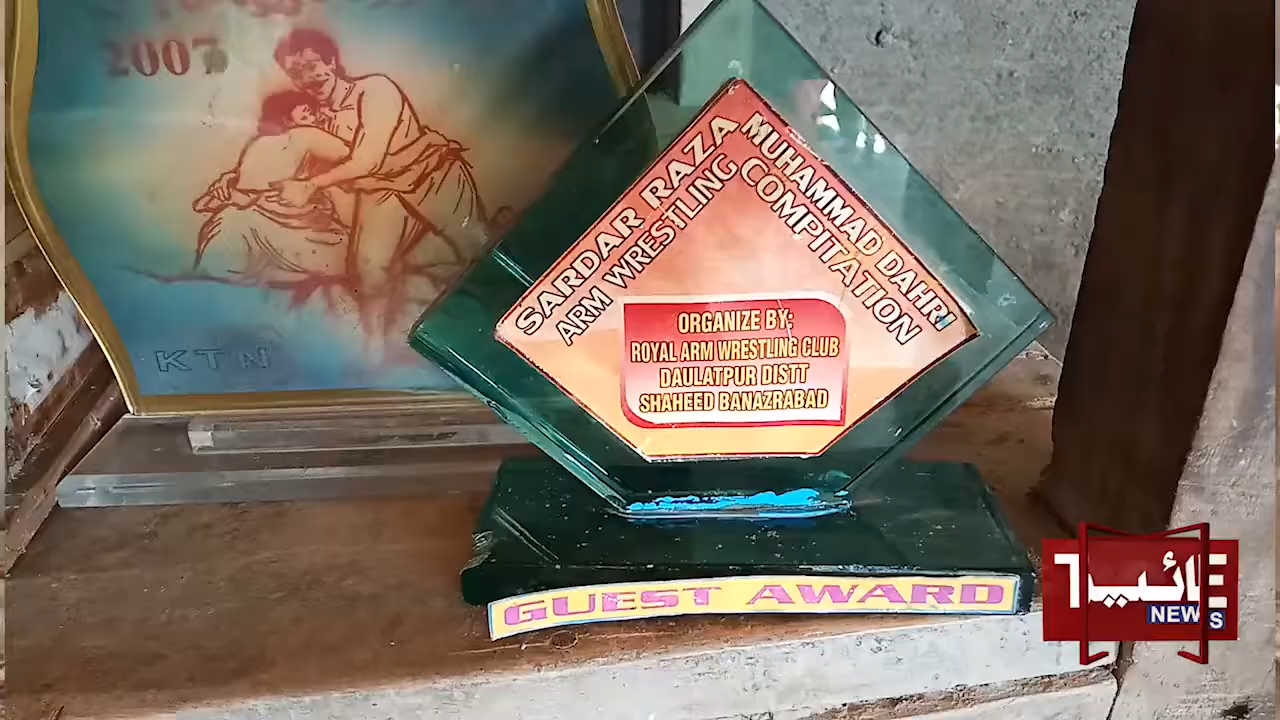 2007
KTN
SARDAR RAZA
MUHAMMAD DAHRI
ARM WRESTLING
COMPITATION
ORGANIZE BY:
ROYAL ARM WRESTLING CLUB
DAULATPUR DISTT
SHAHEED BANAZRABAD
GUEST AWARD
NEWS